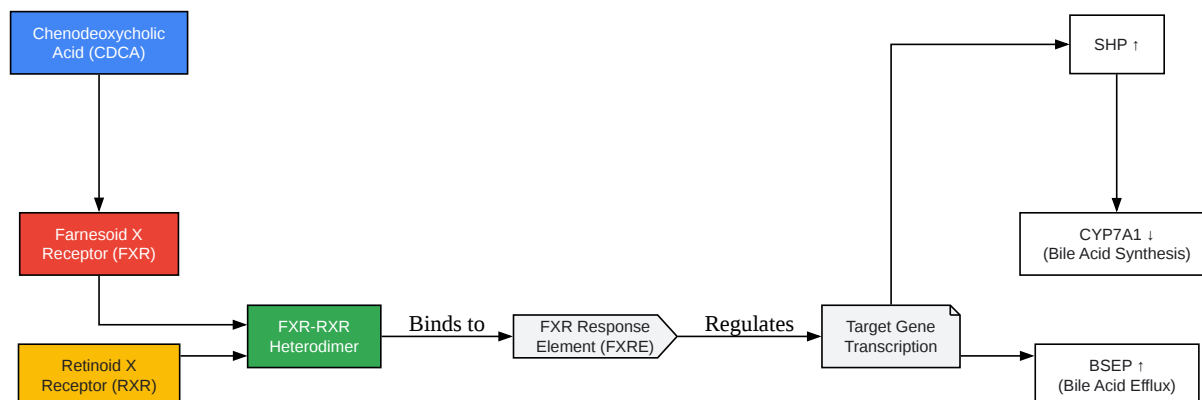 Chenodeoxycholic
Acid (CDCA)
SHP ↑
Farnesoid X
Receptor (FXR)
CYP7A1 ↓
(Bile Acid Synthesis)
FXR-RXR
Heterodimer
Binds to
FXR Response
Element (FXRE)
Regulates
Target Gene
Transcription
Retinoid X
Receptor (RXR)
BSEP ↑
(Bile Acid Efflux)